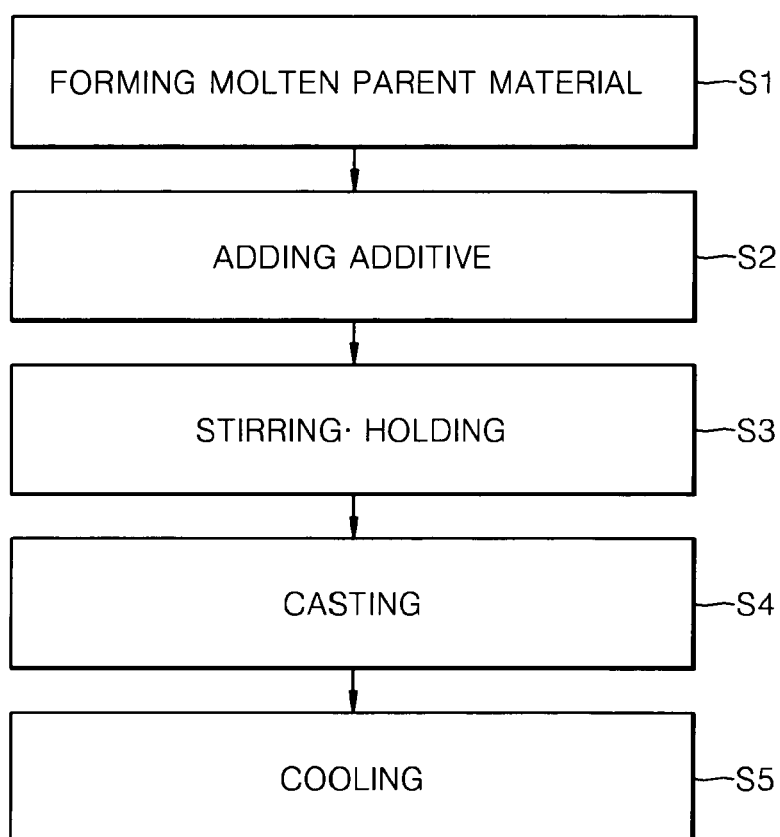 FORMING MOLTEN PARENT MATERIAL S1
ADDING ADDITIVE S2
STIRRING· HOLDING S3
CASTING S4
COOLING S5